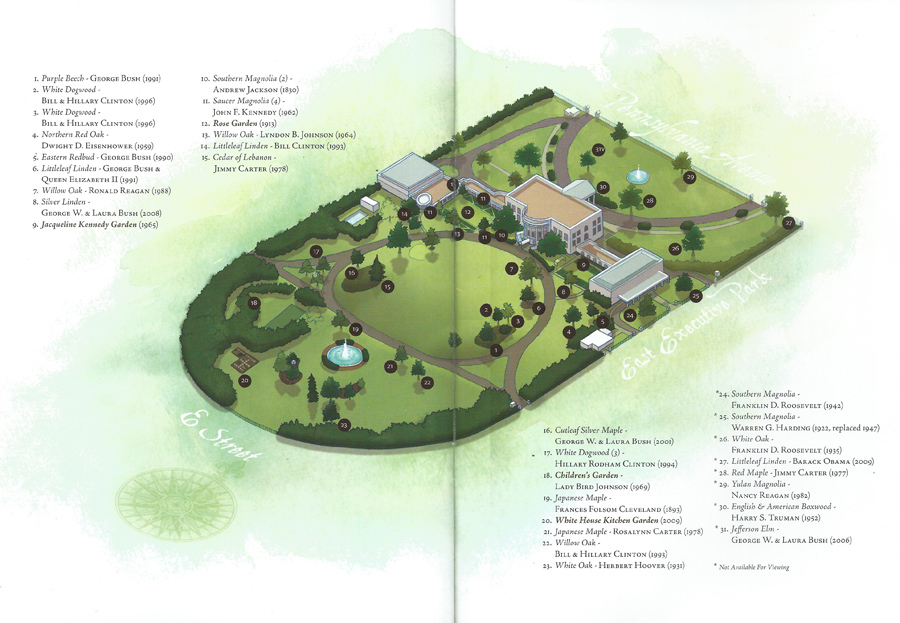 1. Purple Beech - George Bush (1991)
2. White Dogwood -
Bill & Hillary Clinton (1996)
3. White Dogwood -
Bill & Hillary Clinton (1996)
4. Northern Red Oak -
Dwight D. Eisenhower (1959)
5. Eastern Redbud - George Bush (1990)
6. Littleleaf Linden - George Bush &
Queen Elizabeth II (1991)
7. Willow Oak - Ronald Reagan (1988)
8. Silver Linden -
George W. & Laura Bush (2008)
9. Jacqueline Kennedy Garden (1965)
10. Southern Magnolia (2) -
Andrew Jackson (1830)
11. Saucer Magnolia (4) -
John F. Kennedy (1962)
12. Rose Garden (1913)
13. Willow Oak - Lyndon B. Johnson (1964)
14. Littleleaf Linden - Bill Clinton (1993)
15. Cedar of Lebanon -
Jimmy Carter (1978)
E Street
East Executive Park
16. Cutleaf Silver Maple -
George W. & Laura Bush (2001)
17. White Dogwood (3) -
Hillary Rodham Clinton (1994)
18. Children's Garden -
Lady Bird Johnson (1969)
19. Japanese Maple -
Frances Folsom Cleveland (1893)
20. White House Kitchen Garden (2009)
21. Japanese Maple - Rosalynn Carter (1978)
22. Willow Oak -
Bill & Hillary Clinton (1993)
23. White Oak - Herbert Hoover (1931)
*24. Southern Magnolia -
Franklin D. Roosevelt (1942)
* 25. Southern Magnolia -
Warren G. Harding (1922, replaced 1947)
* 26. White Oak -
Franklin D. Roosevelt (1935)
* 27. Littleleaf Linden - Barack Obama (2009)
* 28. Red Maple - Jimmy Carter (1977)
* 29. Yulan Magnolia -
Nancy Reagan (1982)
* 30. English & American Boxwood -
Harry S. Truman (1952)
* 31. Jefferson Elm -
George W. & Laura Bush (2006)
* Not Available For Viewing